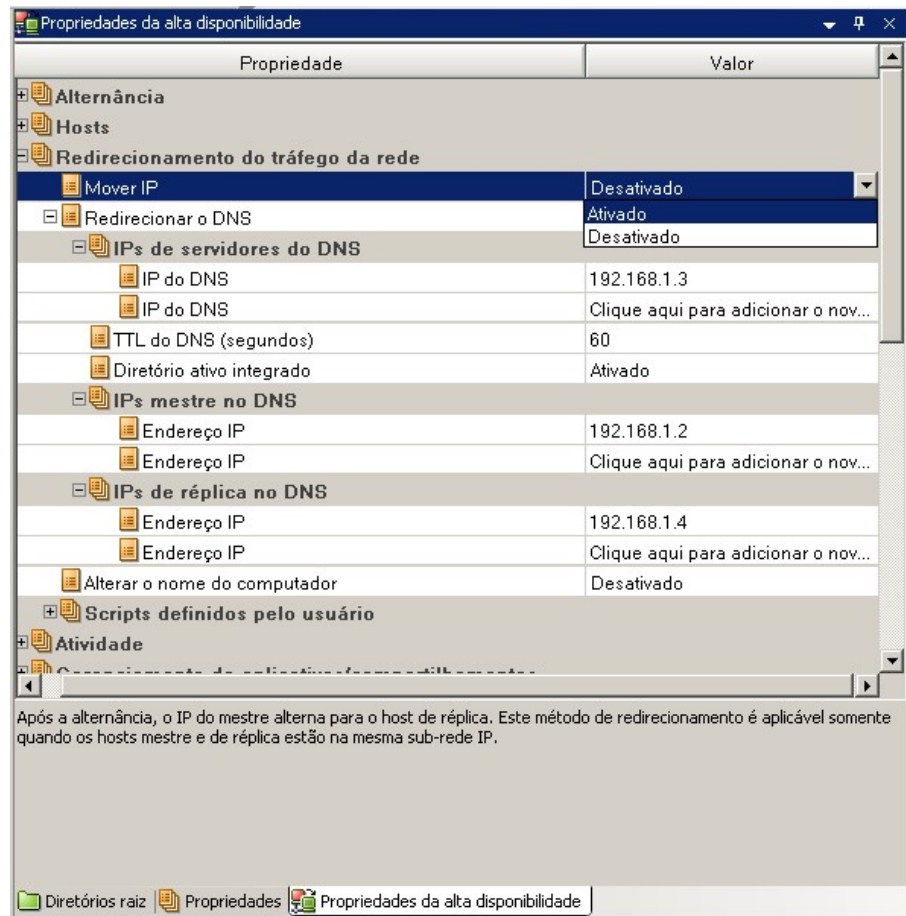 Propriedades da alta disponibilidade
Propriedade Valor
Alternância
Hosts
Redirecionamento do tráfego da rede
Mover IP Desativado
Ativado
Redirecionar o DNS
Desativado
IPs de servidores do DNS
IP do DNS 192.168.1.3
IP do DNS Clique aqui para adicionar o nov...
TTL do DNS (segundos) 60
Diretório ativo integrado Ativado
IPs mestre no DNS
Endereço IP 192.168.1.2
Endereço IP Clique aqui para adicionar o nov...
IPs de réplica no DNS
Endereço IP 192.168.1.4
Endereço IP Clique aqui para adicionar o nov...
Alterar o nome do computador Desativado
Scripts definidos pelo usuário
Atividade
Após a alternância, o IP do mestre alterna para o host de réplica. Este método de redirecionamento é aplicável somente
quando os hosts mestre e de réplica estão na mesma sub-rede IP.
Diretórios raiz Propriedades Propriedades da alta disponibilidade